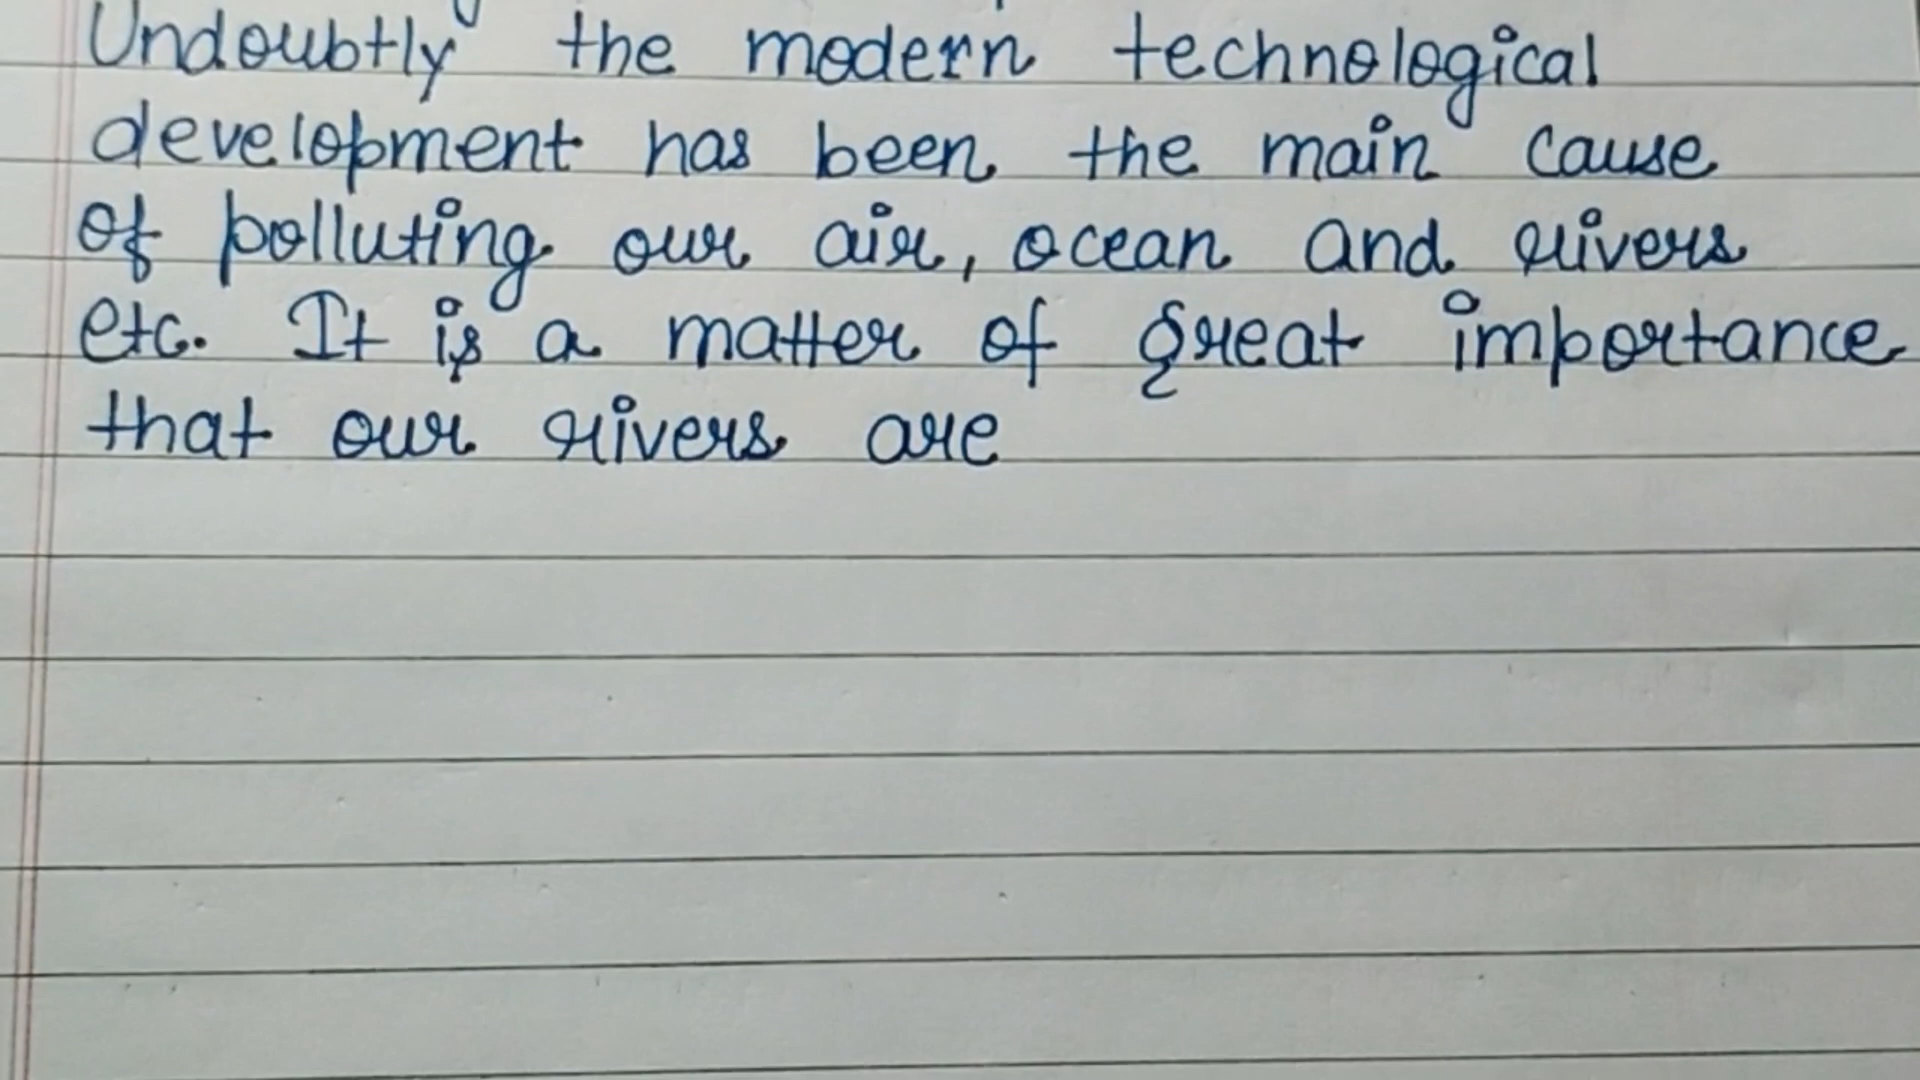 Undoubtly the modern technological
development has been the main cause
of polluting our air, ocean and rivers
etc. It is a matter of great importance
that our rivers are